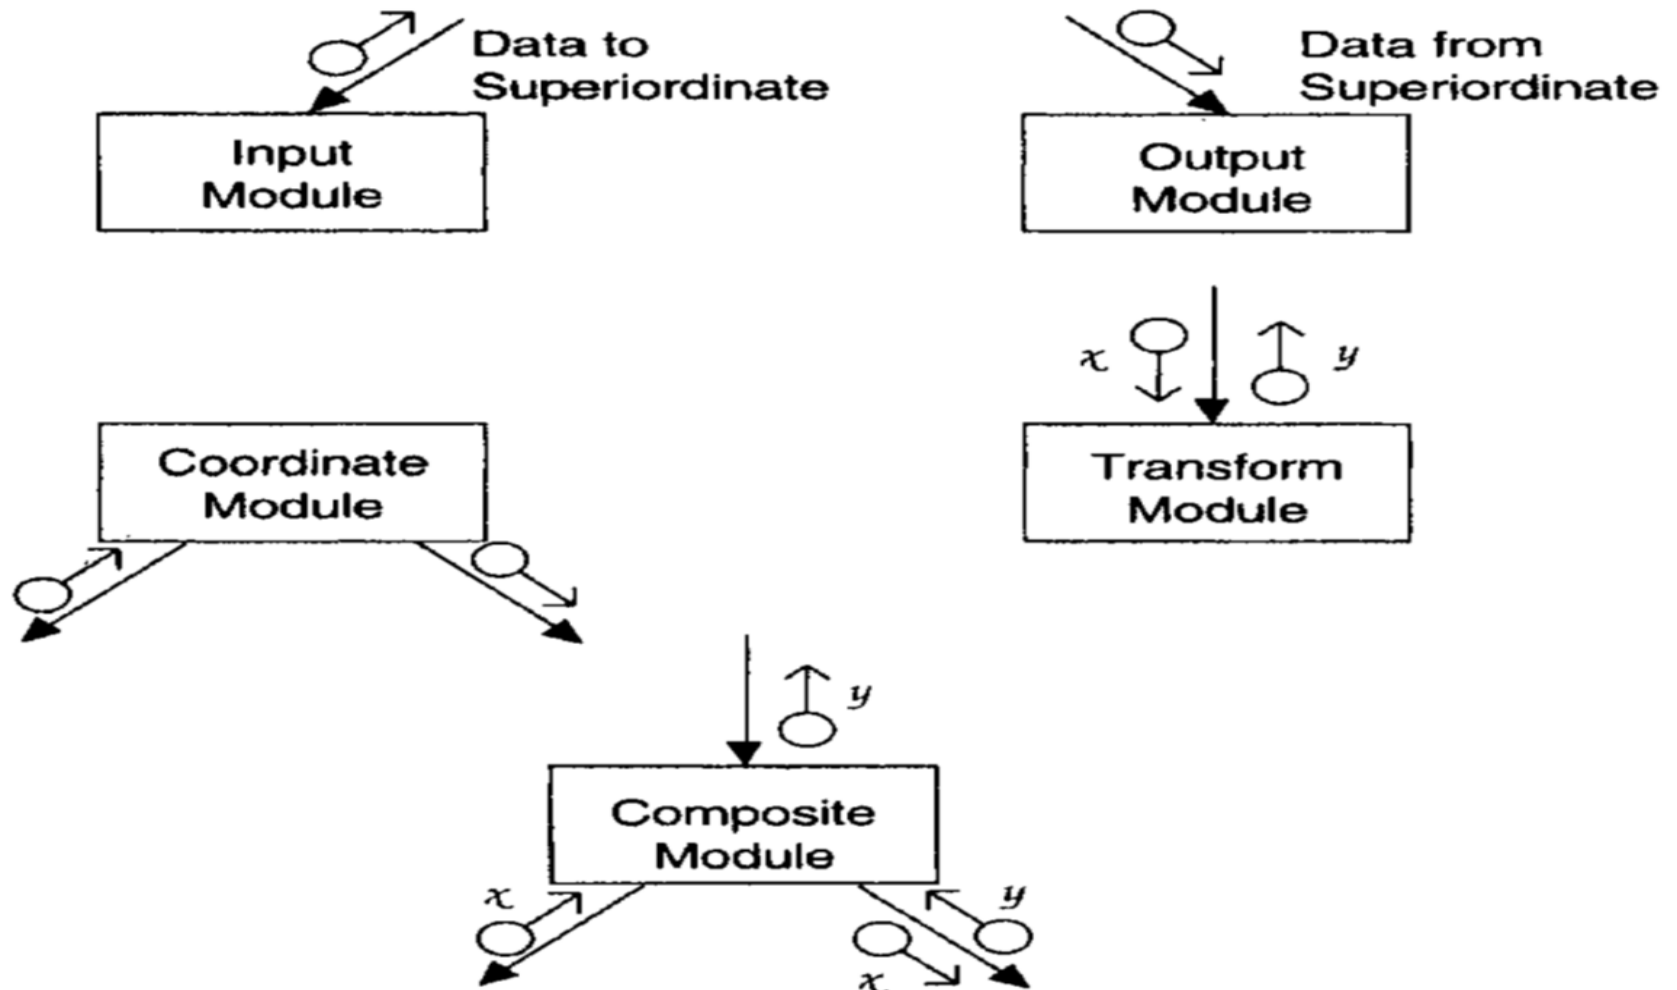 Data to
Superiordinate
Data from
Superiordinate
Input
Module
Output
Module
x
y
Coordinate
Module
Transform
Module
y
Composite
Module
x
y
x